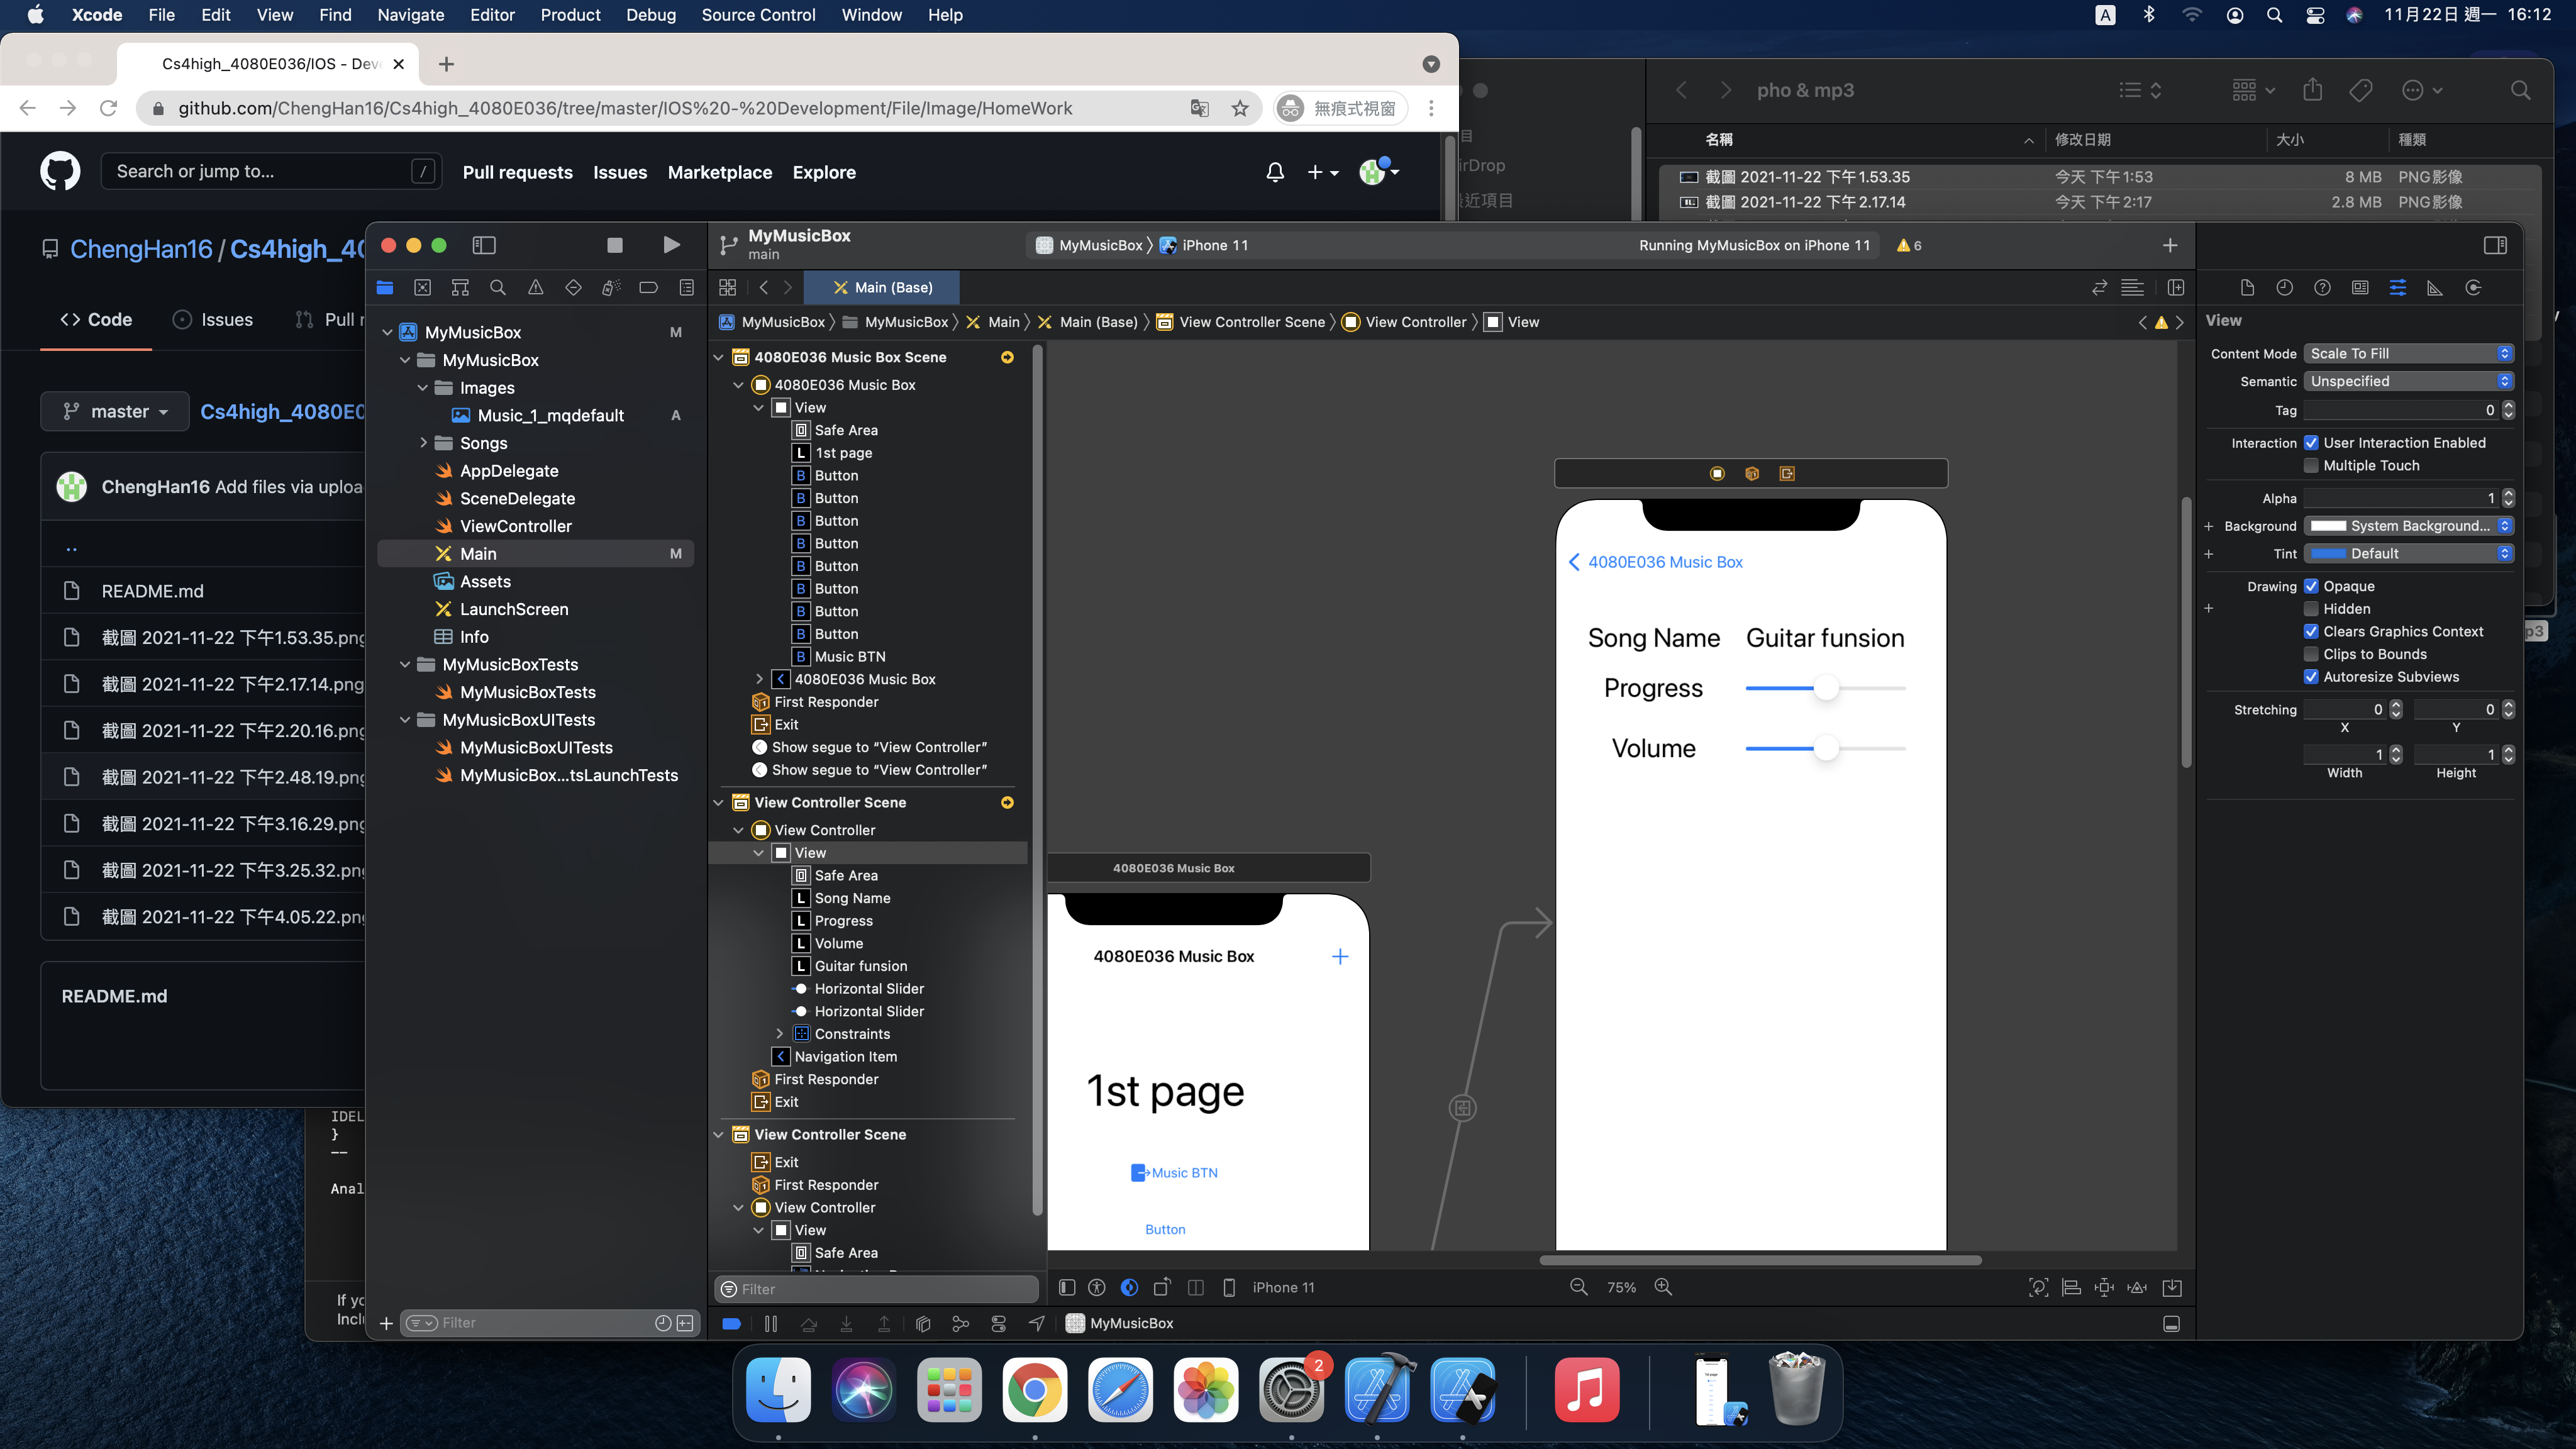 Xcode File Edit View Find Navigate Editor Product Debug Source Control Window Help
A 11月22日 週一 16:12
Cs4high_4080E036/IOS - Dev
github.com/ChengHan16/Cs4high_4080E036/tree/master/IOS%20-%20Development/File/Image/HomeWork
無痕式視窗
Search or jump to... /
Pull requests Issues Marketplace Explore
ChengHan16 / Cs4high_40
Code Issues Pull r
master Cs4high_4080E0
ChengHan16 Add files via uploa
..
README.md
截圖 2021-11-22 下午1.53.35.png
截圖 2021-11-22 下午2.17.14.png
截圖 2021-11-22 下午2.20.16.png
截圖 2021-11-22 下午2.48.19.png
截圖 2021-11-22 下午3.16.29.png
截圖 2021-11-22 下午3.25.32.png
截圖 2021-11-22 下午4.05.22.png
README.md
IDEL
}
--
Anal
If yo
Inclu
pho & mp3
目
irDrop
近項目
名稱 修改日期 大小 種類
截圖 2021-11-22 下午1.53.35 今天 下午1:53 8 MB PNG影像
截圖 2021-11-22 下午2.17.14 今天 下午2:17 2.8 MB PNG影像
p3
MyMusicBox
main
MyMusicBox iPhone 11
Running MyMusicBox on iPhone 11 6
Main (Base)
MyMusicBox MyMusicBox Main Main (Base) View Controller Scene View Controller View
MyMusicBox M
MyMusicBox
Images
Music_1_mqdefault A
Songs
AppDelegate
SceneDelegate
ViewController
Main M
Assets
LaunchScreen
Info
MyMusicBoxTests
MyMusicBoxTests
MyMusicBoxUITests
MyMusicBoxUITests
MyMusicBox...tsLaunchTests
Filter
4080E036 Music Box Scene
4080E036 Music Box
View
Safe Area
L 1st page
B Button
B Button
B Button
B Button
B Button
B Button
B Button
B Button
B Music BTN
4080E036 Music Box
First Responder
Exit
Show segue to “View Controller”
Show segue to “View Controller”
View Controller Scene
View Controller
View
Safe Area
L Song Name
L Progress
L Volume
L Guitar funsion
Horizontal Slider
Horizontal Slider
Constraints
Navigation Item
First Responder
Exit
View Controller Scene
Exit
First Responder
View Controller
View
Safe Area
Filter
4080E036 Music Box
4080E036 Music Box
1st page
Music BTN
Button
4080E036 Music Box
Song Name Guitar funsion
Progress
Volume
iPhone 11
75%
MyMusicBox
View
Content Mode Scale To Fill
Semantic Unspecified
Tag 0
Interaction User Interaction Enabled
Multiple Touch
Alpha 1
Background System Background...
Tint Default
Drawing Opaque
Hidden
Clears Graphics Context
Clips to Bounds
Autoresize Subviews
Stretching 0 0
X Y
1 1
Width Height
2